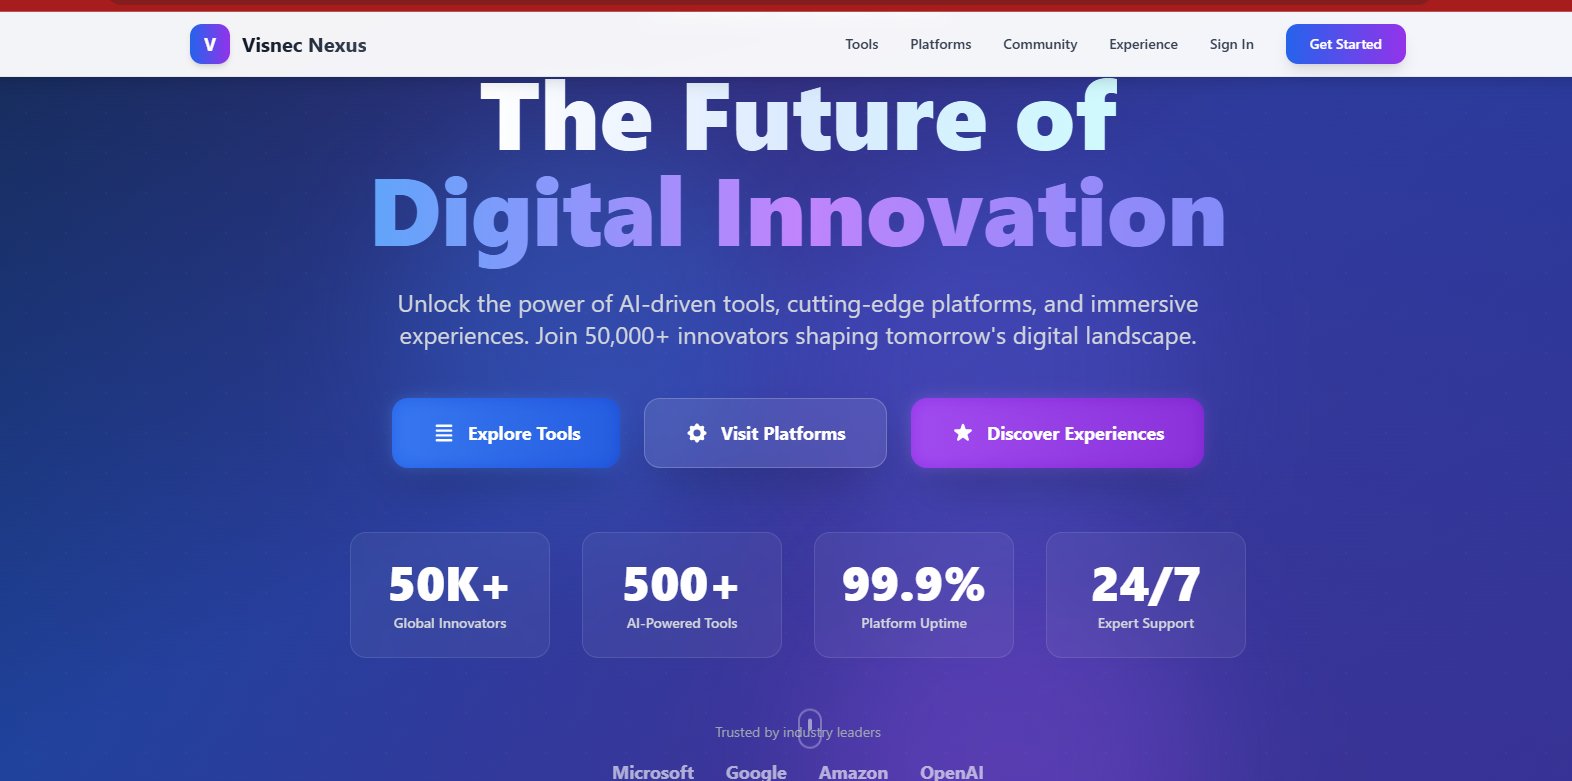 V Visnec Nexus Tools Platforms Community Experience Sign In Get Started
The Future of
Digital Innovation
Unlock the power of AI-driven tools, cutting-edge platforms, and immersive
experiences. Join 50,000+ innovators shaping tomorrow's digital landscape.
Explore Tools Visit Platforms Discover Experiences
50K+ 500+ 99.9% 24/7
Global Innovators AI-Powered Tools Platform Uptime Expert Support
Trusted by industry leaders
Microsoft Google Amazon OpenAI